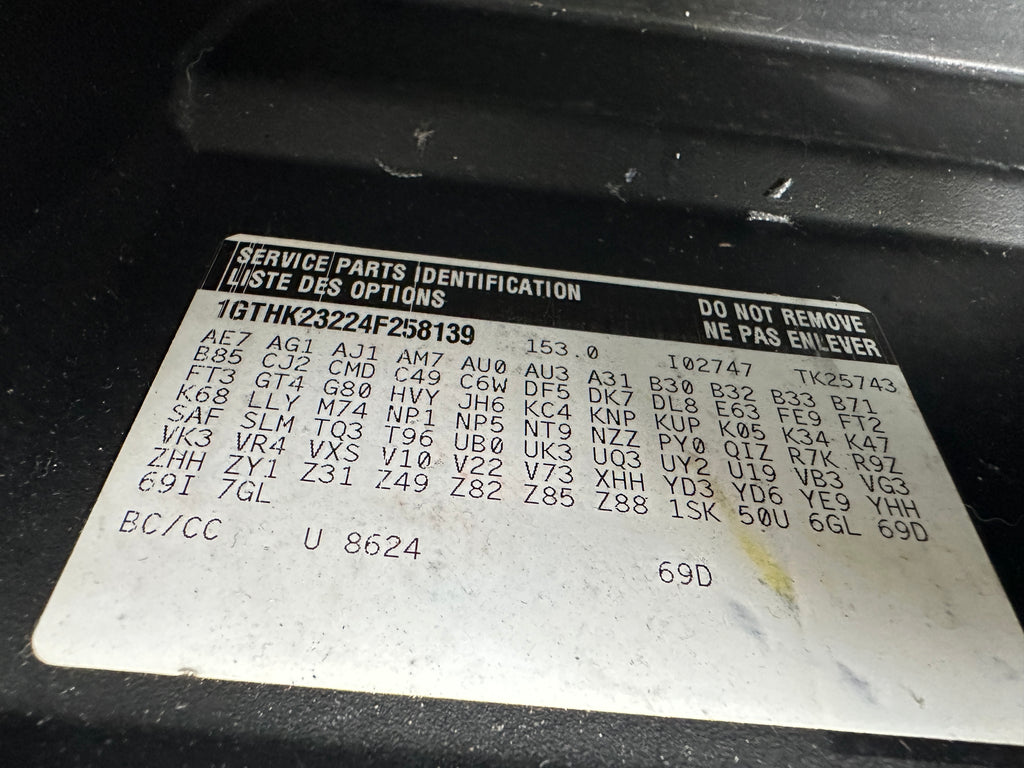 SERVICE PARTS IDENTIFICATION
LISTE DES OPTIONS
DO NOT REMOVE
NE PAS ENLEVER
1GTHK23224F258139 153.0 I02747 TK25743
AE7 AG1 AJ1 AM7 AU0 AU3 A31 B30 B32 B33 B71
B85 CJ2 CMD C49 C6W DF5 DK7 DL8 E63 FE9 FT2
FT3 GT4 G80 HVY JH6 KC4 KNP KUP K05 K34 K47
K68 LLY M74 NP1 NP5 NT9 NZZ PY0 QIZ R7K R9Z
SAF SLM TQ3 T96 UB0 UK3 UQ3 UY2 U19 VB3 VG3
VK3 VR4 VXS V10 V22 V73 XHH YD3 YD6 YE9 YHH
ZHH ZY1 Z31 Z49 Z82 Z85 Z88 1SK 50U 6GL 69D
69I 7GL
BC/CC U 8624 69D